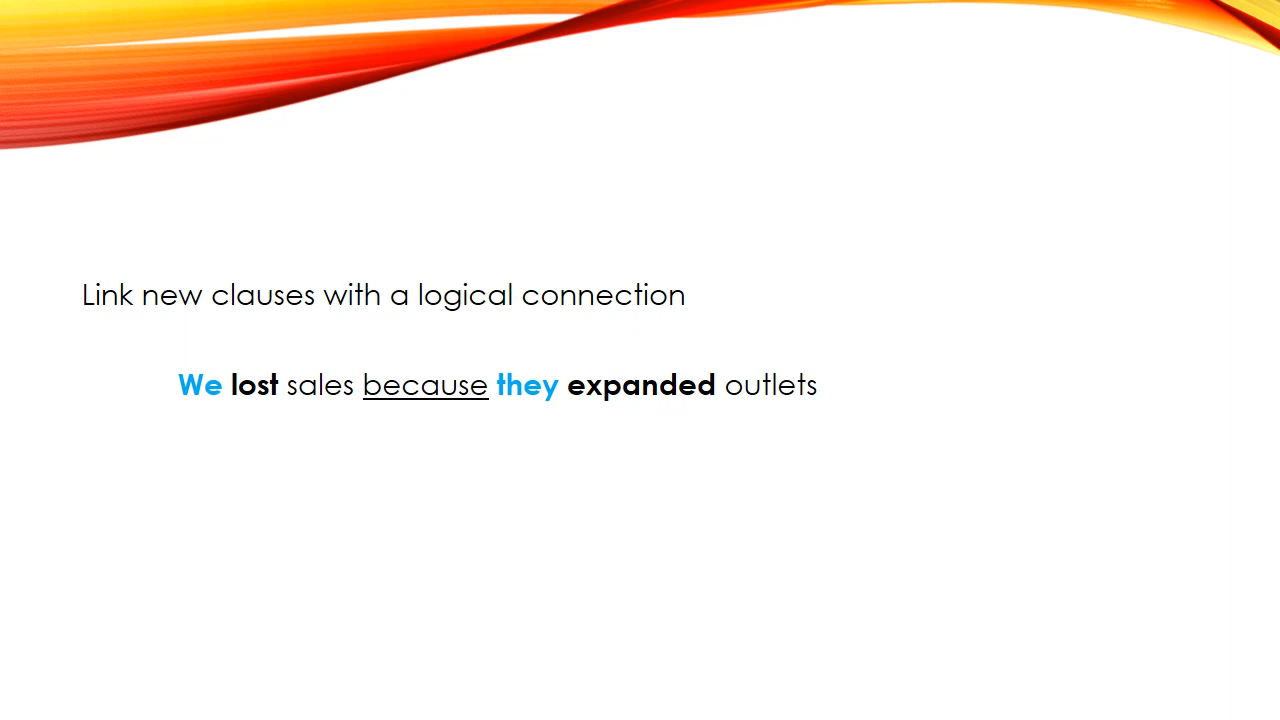 Link new clauses with a logical connection
We lost sales because they expanded outlets